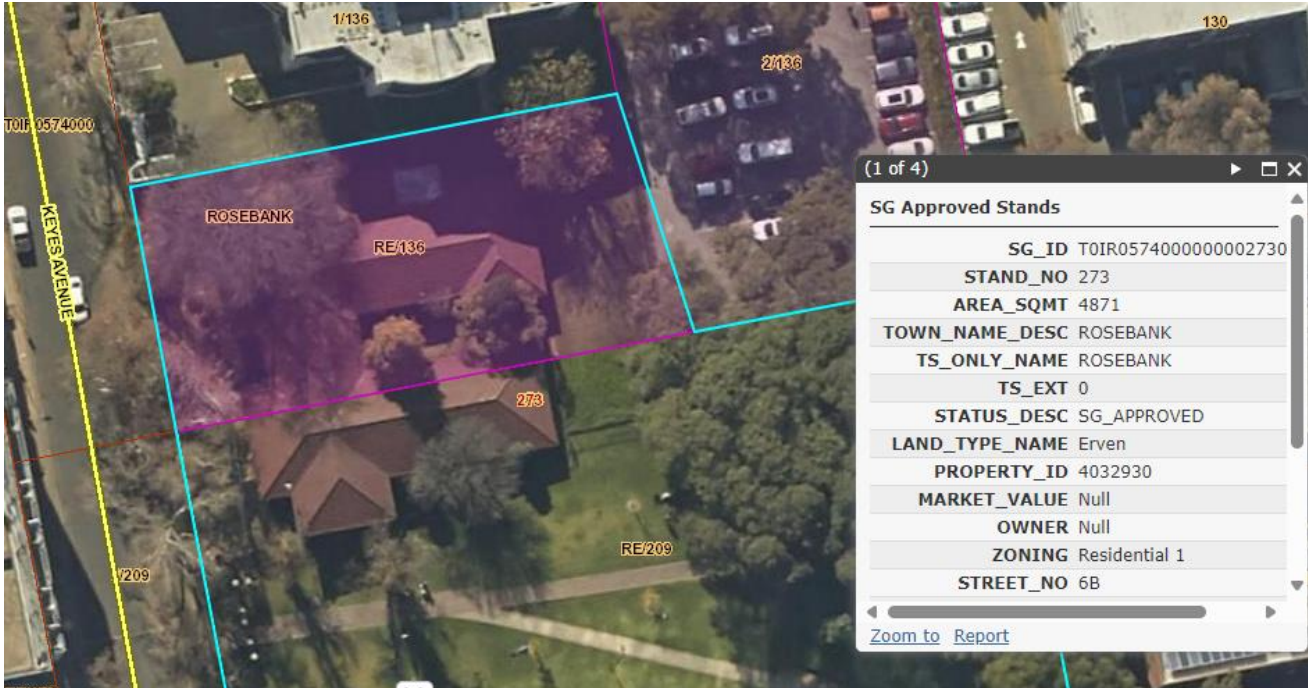 1/136
130
2/136
T0IR 0574000
ROSEBANK
RE/136
KEYES AVENUE
273
RE/209
/209
(1 of 4)
SG Approved Stands
SG_ID T0IR0574000000002730
STAND_NO 273
AREA_SQMT 4871
TOWN_NAME_DESC ROSEBANK
TS_ONLY_NAME ROSEBANK
TS_EXT 0
STATUS_DESC SG_APPROVED
LAND_TYPE_NAME Erven
PROPERTY_ID 4032930
MARKET_VALUE Null
OWNER Null
ZONING Residential 1
STREET_NO 6B
Zoom to Report